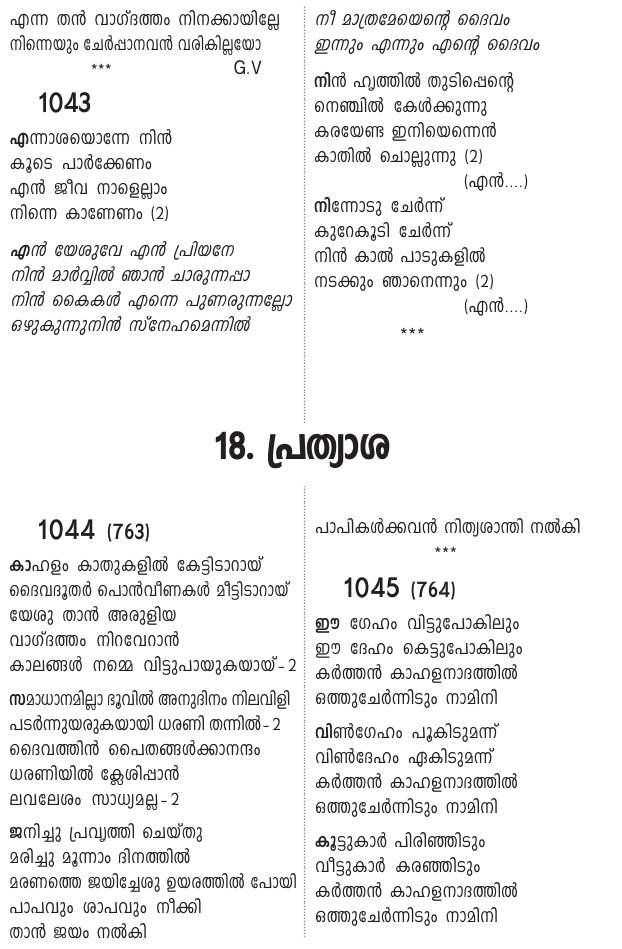 എന്ന തൻ വാഗ്ദത്തം നിനക്കായില്ലേ
നിന്നെയും ചേർപ്പാനവൻ വരികില്ലയോ
***
G.V
1043
എന്നാശയൊന്നേ നിൻ
കൂടെ പാർക്കേണം
എൻ ജീവ നാളെല്ലാം
നിന്നെ കാണേണം (2)
എൻ യേശുവേ എൻ പ്രിയനേ
നിൻ മാർവ്വിൽ ഞാൻ ചാരുന്നപ്പാ
നിൻ കൈകൾ എന്നെ പുണരുന്നല്ലോ
ഒഴുകുന്നുനിൻ സ്നേഹമെന്നിൽ
നീ മാത്രമേയെന്റെ ദൈവം
ഇന്നും എന്നും എന്റെ ദൈവം
നിൻ ഹൃത്തിൽ തുടിപ്പെന്റെ
നെഞ്ചിൽ കേൾക്കുന്നു
കരയേണ്ട ഇനിയെന്നെൻ
കാതിൽ ചൊല്ലുന്നു (2)
(എൻ....)
നിന്നോടു ചേർന്ന്
കുറേകൂടി ചേർന്ന്
നിൻ കാൽ പാടുകളിൽ
നടക്കും ഞാനെന്നും (2)
(എൻ....)
***
18. പ്രത്യാശ
1044 (763)
കാഹളം കാതുകളിൽ കേട്ടിടാറായ്
ദൈവദൂതർ പൊൻവീണകൾ മീട്ടിടാറായ്
യേശു താൻ അരുളിയ
വാഗ്ദത്തം നിറവേറാൻ
കാലങ്ങൾ നമ്മെ വിട്ടുപായുകയായ് - 2
സമാധാനമില്ലാ ഭൂവിൽ അനുദിനം നിലവിളി
പടർന്നുയരുകയായി ധരണി തന്നിൽ - 2
ദൈവത്തിൻ പൈതങ്ങൾക്കാനന്ദം
ധരണിയിൽ ക്ലേശിപ്പാൻ
ലവലേശം സാധ്യമല്ല - 2
ജനിച്ചു പ്രവൃത്തി ചെയ്തു
മരിച്ചു മൂന്നാം ദിനത്തിൽ
മരണത്തെ ജയിച്ചേശു ഉയരത്തിൽ പോയി
പാപവും ശാപവും നീക്കി
താൻ ജയം നൽകി
പാപികൾക്കവൻ നിത്യശാന്തി നൽകി
***
1045 (764)
ഈ ഗേഹം വിട്ടുപോകിലും
ഈ ദേഹം കെട്ടുപോകിലും
കർത്തൻ കാഹളനാദത്തിൽ
ഒത്തുചേർന്നിടും നാമിനി
വിൺഗേഹം പൂകിടുമന്ന്
വിൺദേഹം ഏകിടുമന്ന്
കർത്തൻ കാഹളനാദത്തിൽ
ഒത്തുചേർന്നിടും നാമിനി
കൂട്ടുകാർ പിരിഞ്ഞിടും
വീട്ടുകാർ കരഞ്ഞിടും
കർത്തൻ കാഹളനാദത്തിൽ
ഒത്തുചേർന്നിടും നാമിനി